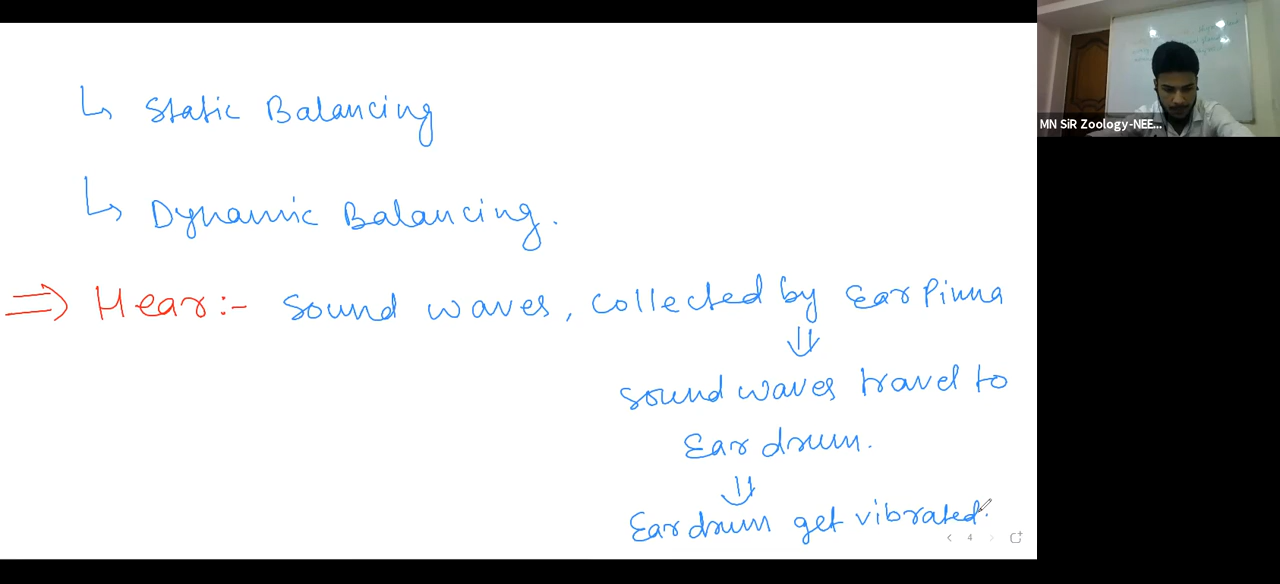 ↳ Static Balancing
↳ Dynamic Balancing.
⇒ Hear:- Sound waves, collected by Ear Pinna
⇓
Sound waves travel to
Ear drum.
⇓
Ear drum get vibrated.
4
MN SiR Zoology-NEE...